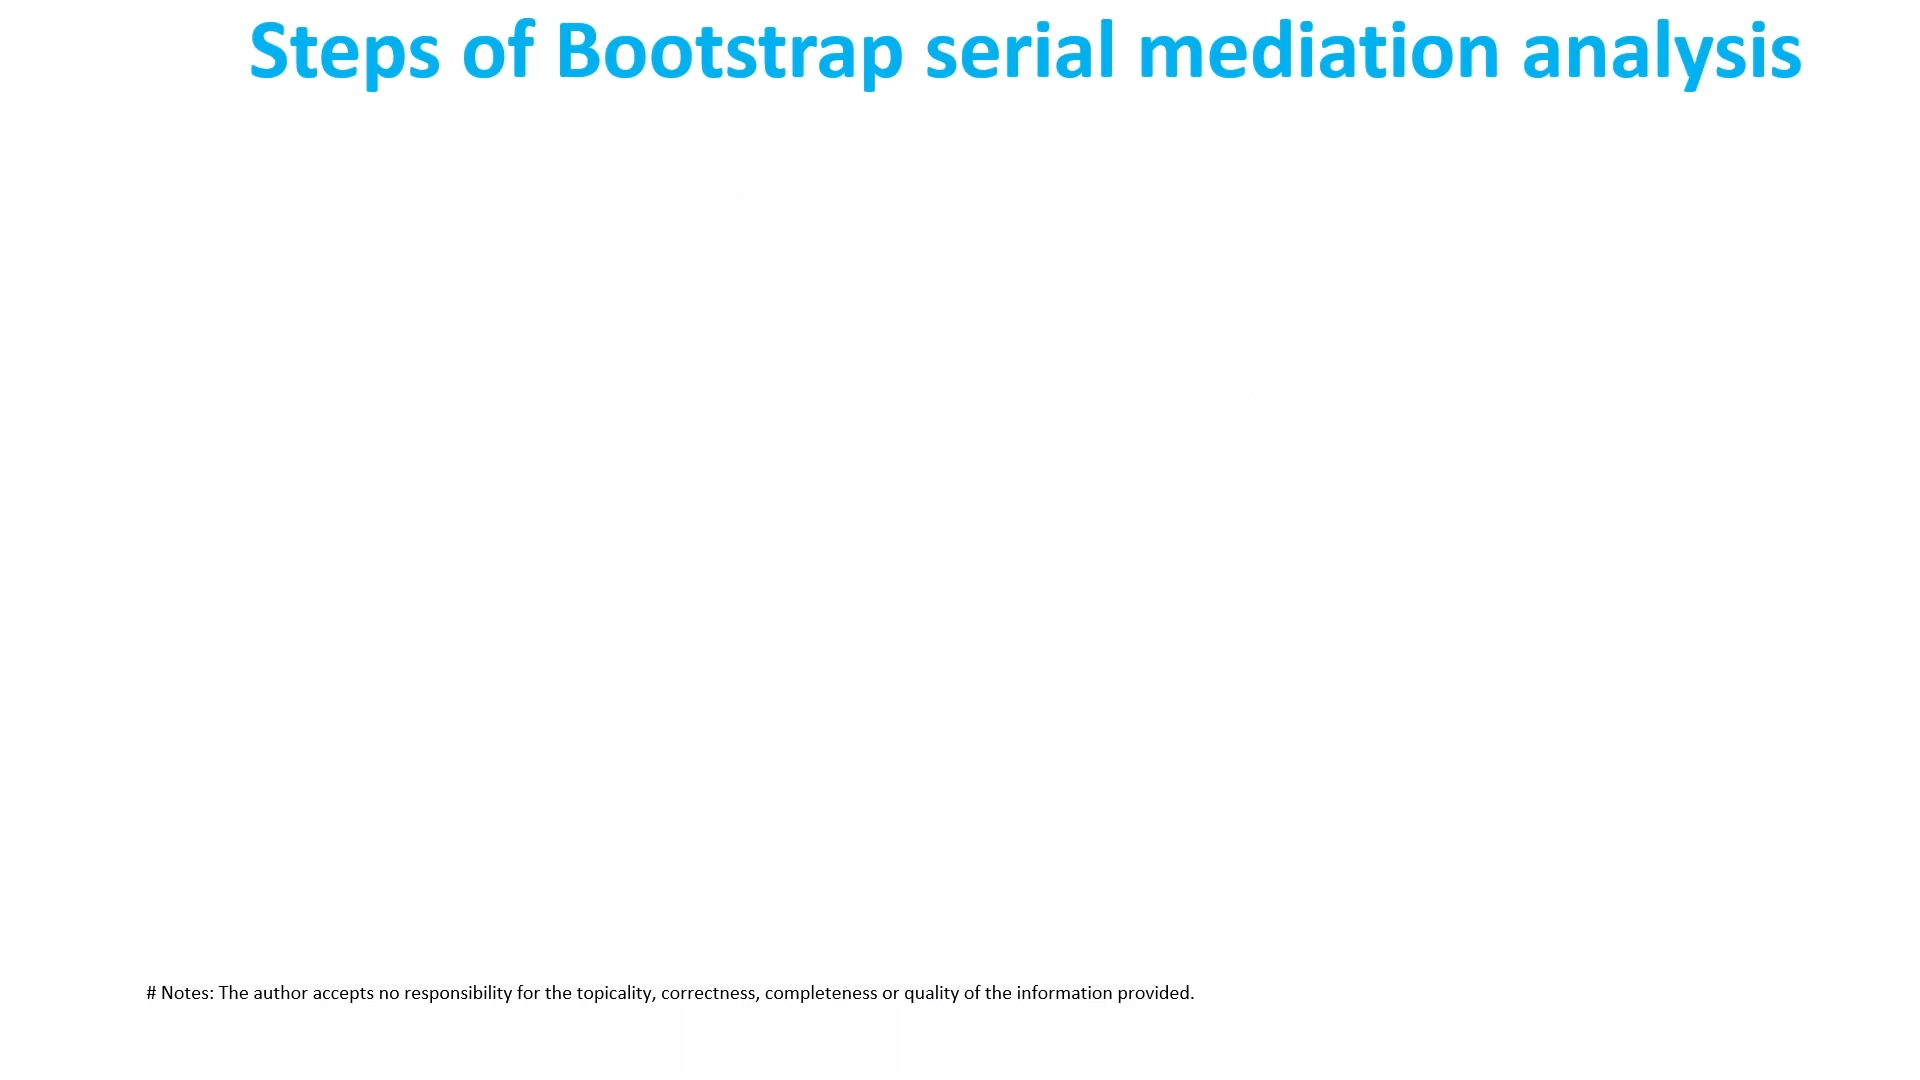 Steps of Bootstrap serial mediation analysis
# Notes: The author accepts no responsibility for the topicality, correctness, completeness or quality of the information provided.